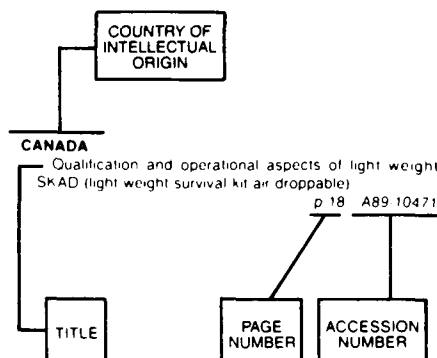 COUNTRY OF
INTELLECTUAL
ORIGIN
CANADA
Qualification and operational aspects of light weight
SKAD (light weight survival kit air droppable)
p 18 A89-10471
TITLE
PAGE
NUMBER
ACCESSION
NUMBER